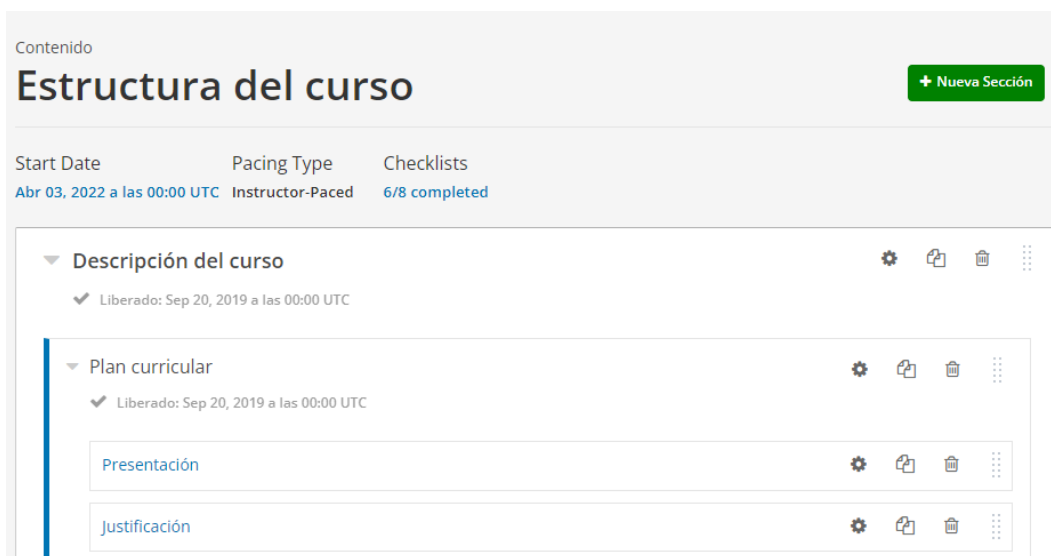 Contenido
Estructura del curso
+ Nueva Sección
Start Date Pacing Type Checklists
Abr 03, 2022 a las 00:00 UTC Instructor-Paced 6/8 completed
Descripción del curso
Liberado: Sep 20, 2019 a las 00:00 UTC
Plan curricular
Liberado: Sep 20, 2019 a las 00:00 UTC
Presentación
Justificación